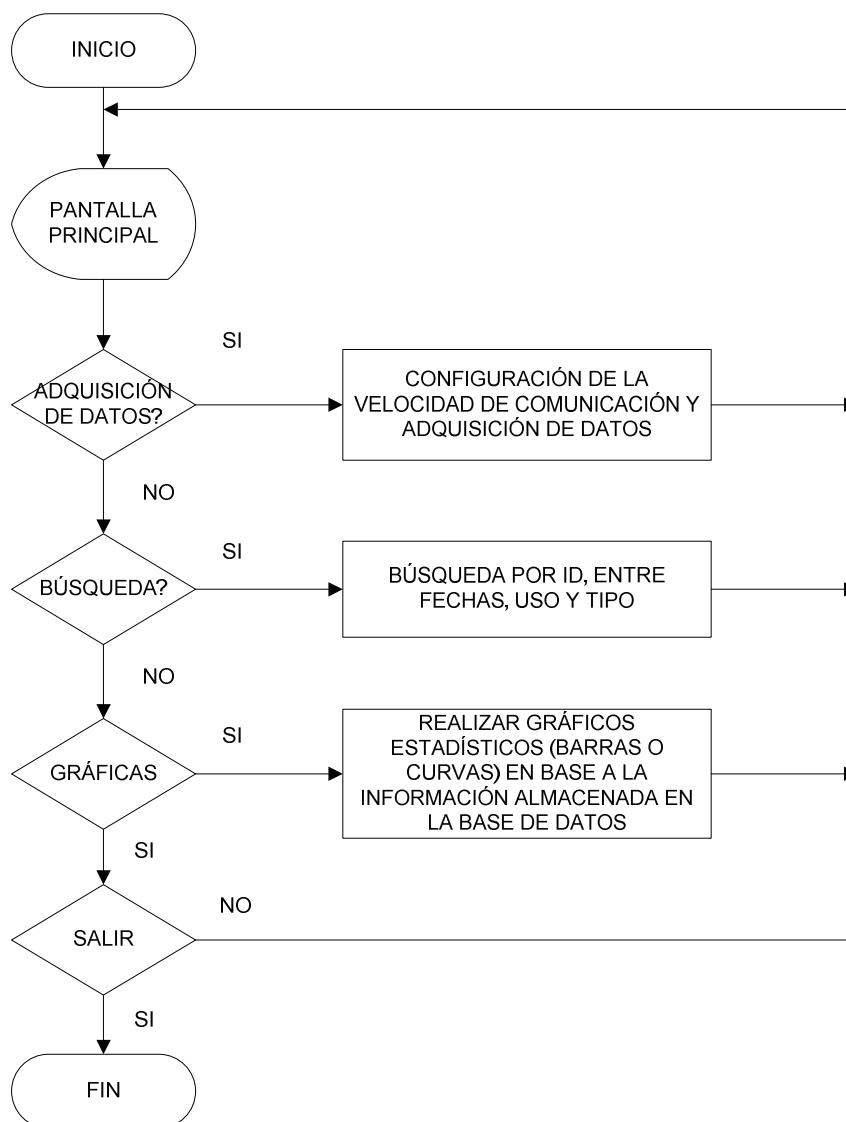 INICIO
PANTALLA
PRINCIPAL
SI
ADQUISICIÓN
DE DATOS?
CONFIGURACIÓN DE LA
VELOCIDAD DE COMUNICACIÓN Y
ADQUISICIÓN DE DATOS
NO
SI
BÚSQUEDA?
BÚSQUEDA POR ID, ENTRE
FECHAS, USO Y TIPO
NO
SI
GRÁFICAS
REALIZAR GRÁFICOS
ESTADÍSTICOS (BARRAS O
CURVAS) EN BASE A LA
INFORMACIÓN ALMACENADA EN
LA BASE DE DATOS
SI
NO
SALIR
SI
FIN